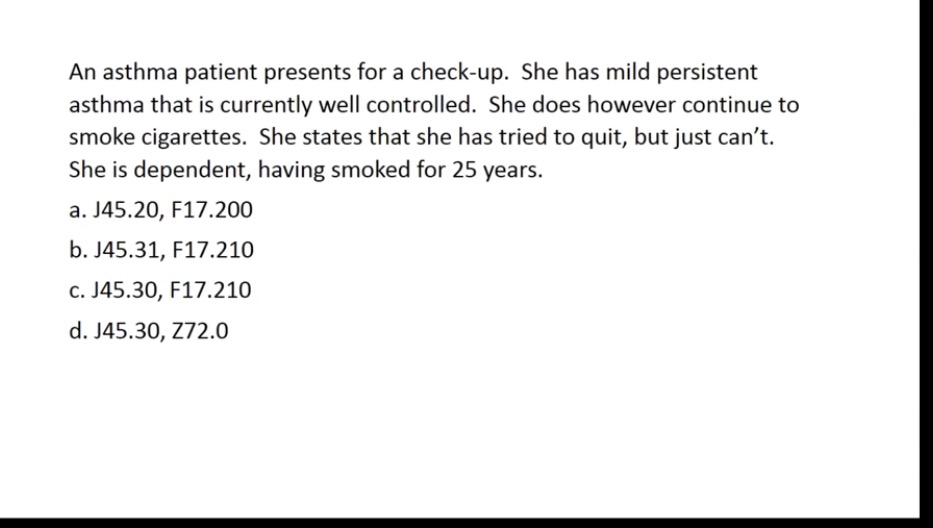 An asthma patient presents for a check-up. She has mild persistent
asthma that is currently well controlled. She does however continue to
smoke cigarettes. She states that she has tried to quit, but just can’t.
She is dependent, having smoked for 25 years.
a. J45.20, F17.200
b. J45.31, F17.210
c. J45.30, F17.210
d. J45.30, Z72.0